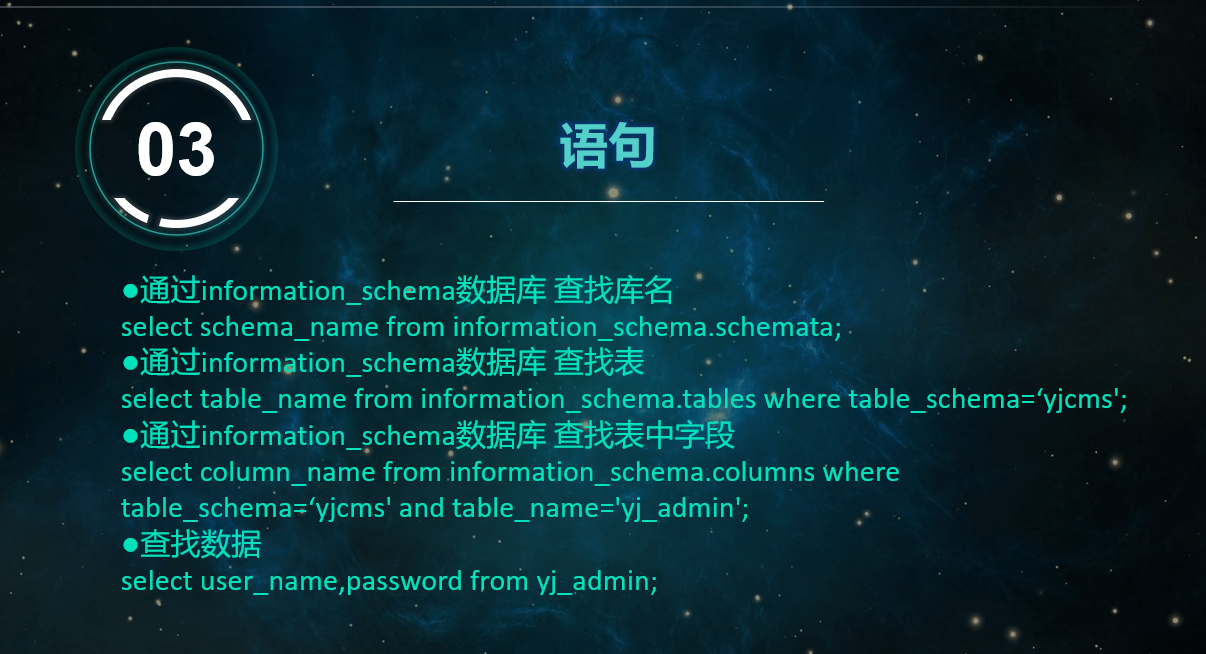 03
语句
●通过information_schema数据库 查找库名
select schema_name from information_schema.schemata;
●通过information_schema数据库 查找表
select table_name from information_schema.tables where table_schema=‘yjcms';
●通过information_schema数据库 查找表中字段
select column_name from information_schema.columns where
table_schema=‘yjcms' and table_name='yj_admin';
●查找数据
select user_name,password from yj_admin;